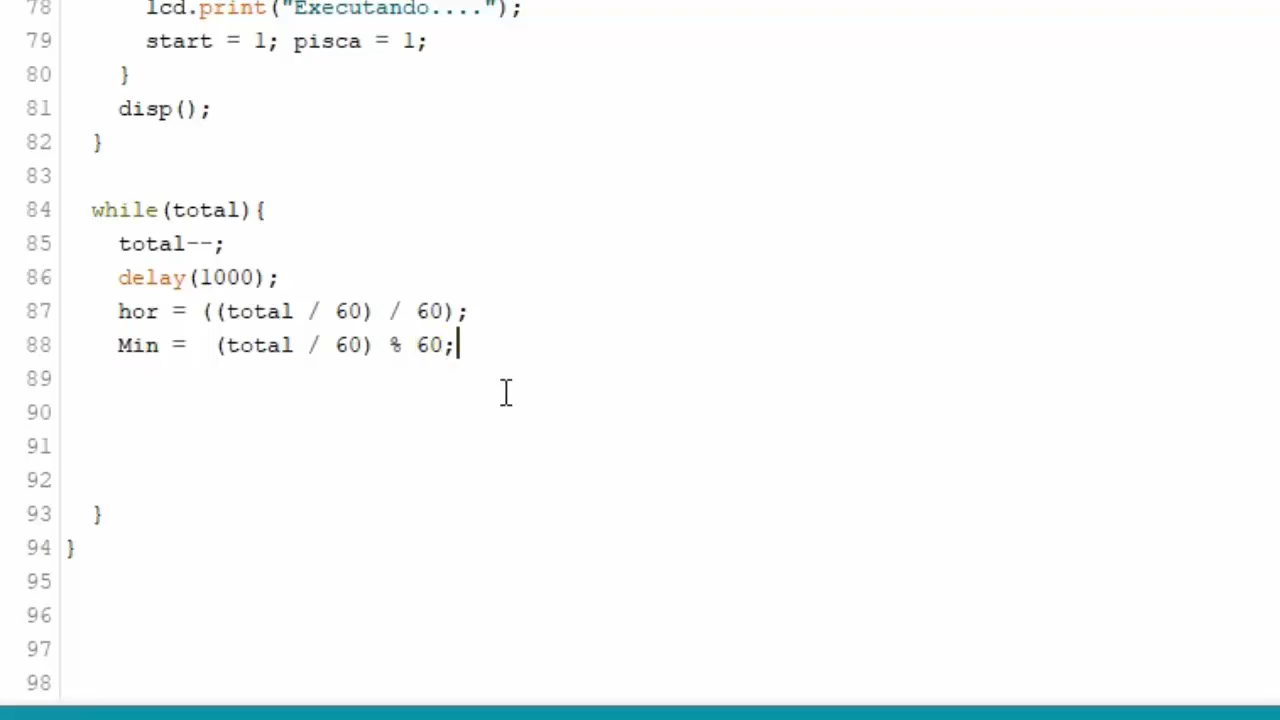 78 lcd.print("Executando....");
79 start = 1; pisca = 1;
80 }
81 disp();
82 }
83
84 while(total){
85 total--;
86 delay(1000);
87 hor = ((total / 60) / 60);
88 Min =  (total / 60) % 60;
89
90
91
92
93 }
94 }
95
96
97
98